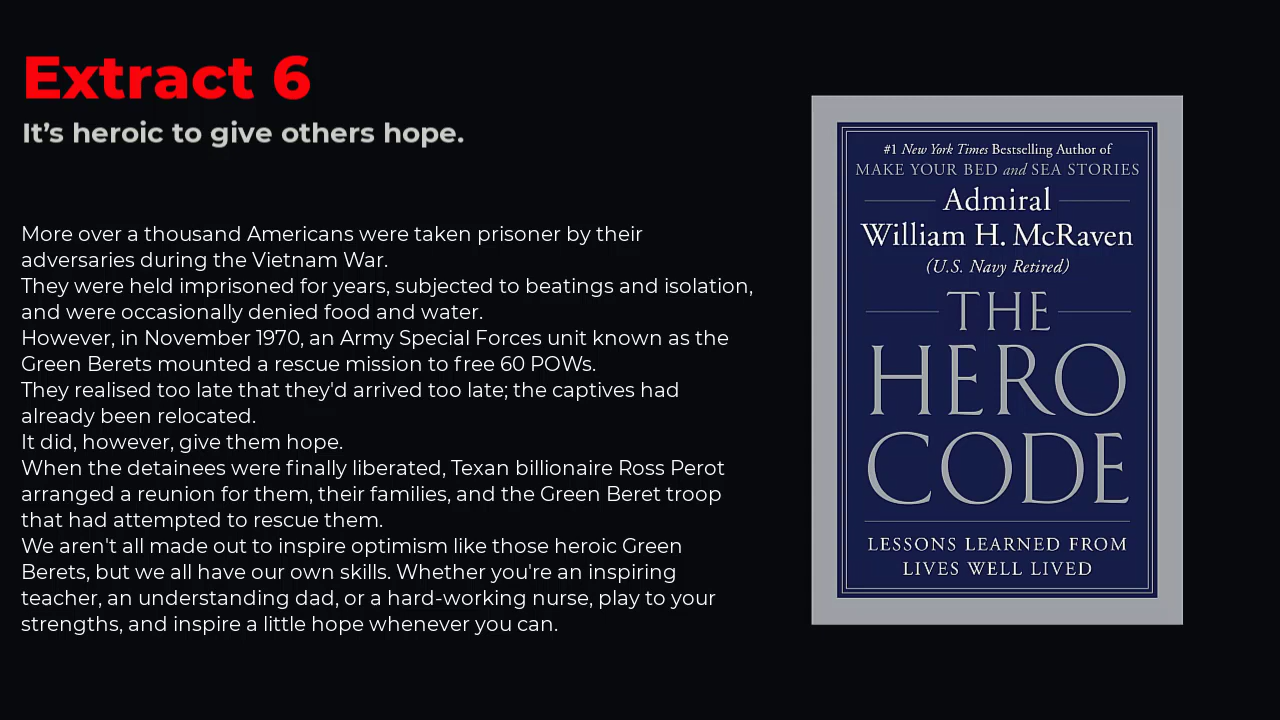 Extract 6
It's heroic to give others hope.
More over a thousand Americans were taken prisoner by their
adversaries during the Vietnam War.
They were held imprisoned for years, subjected to beatings and isolation,
and were occasionally denied food and water.
However, in November 1970, an Army Special Forces unit known as the
Green Berets mounted a rescue mission to free 60 POWs.
They realised too late that they'd arrived too late; the captives had
already been relocated.
It did, however, give them hope.
When the detainees were finally liberated, Texan billionaire Ross Perot
arranged a reunion for them, their families, and the Green Beret troop
that had attempted to rescue them.
We aren't all made out to inspire optimism like those heroic Green
Berets, but we all have our own skills. Whether you're an inspiring
teacher, an understanding dad, or a hard-working nurse, play to your
strengths, and inspire a little hope whenever you can.
#1 New York Times Bestselling Author of
MAKE YOUR BED and SEA STORIES
Admiral
William H. McRaven
(U.S. Navy Retired)
THE
HERO
CODE
LESSONS LEARNED FROM
LIVES WELL LIVED